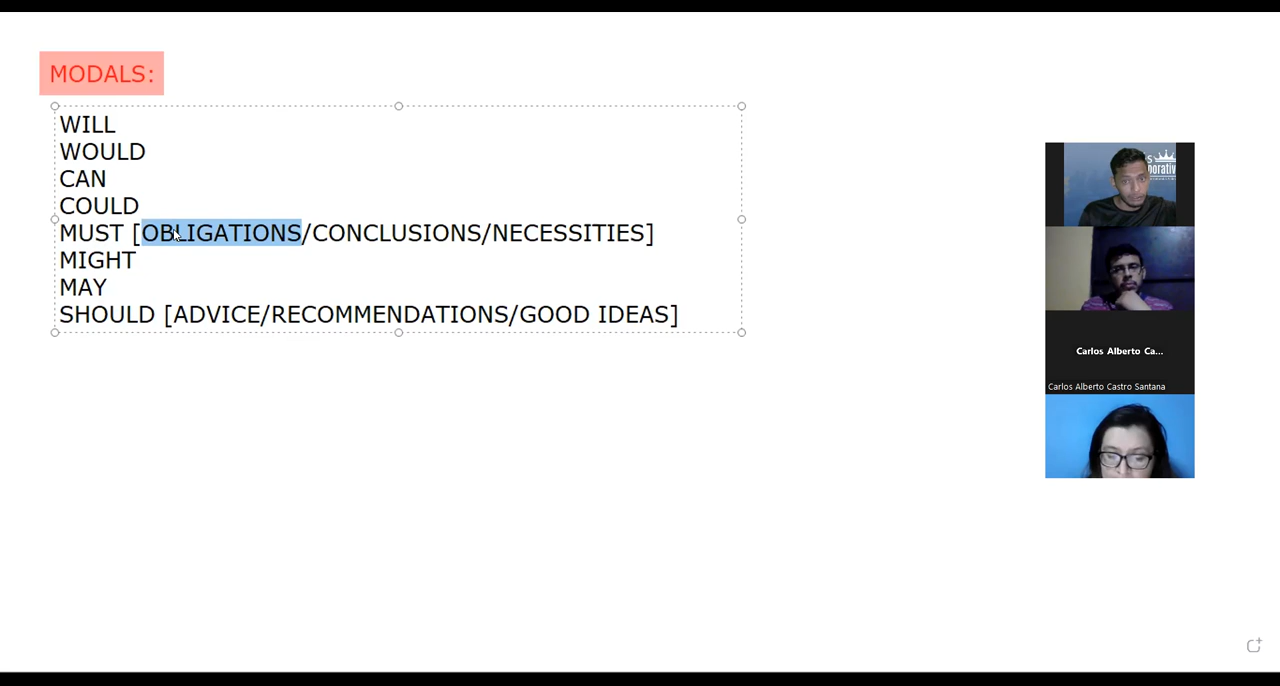 MODALS:
WILL
WOULD
CAN
COULD
MUST [OBLIGATIONS/CONCLUSIONS/NECESSITIES]
MIGHT
MAY
SHOULD [ADVICE/RECOMMENDATIONS/GOOD IDEAS]
Carlos Alberto Ca...
Carlos Alberto Castro Santana